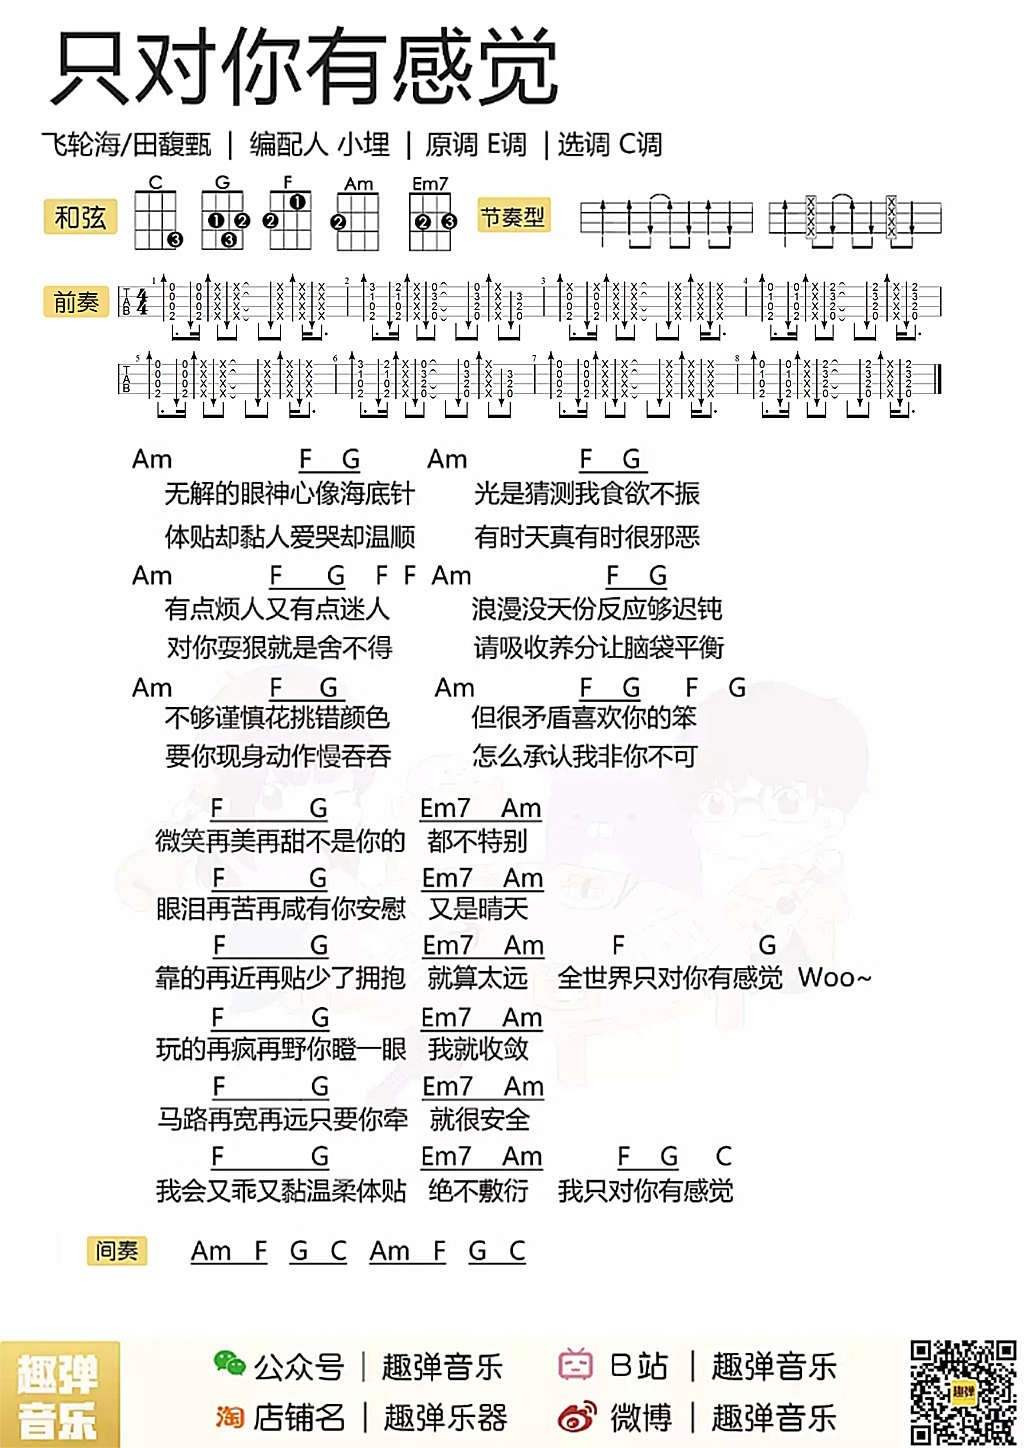 只对你有感觉
飞轮海/田馥甄 | 编配人 小埋 | 原调 E调 | 选调 C调
和弦 C G F Am Em7 节奏型
前奏
Am F G Am F G
无解的眼神心像海底针 光是猜测我食欲不振
体贴却黏人爱哭却温顺 有时天真有时很邪恶
Am F G F F Am F G
有点烦人又有点迷人 浪漫没天份反应够迟钝
对你耍狠就是舍不得 请吸收养分让脑袋平衡
Am F G Am F G F G
不够谨慎花挑错颜色 但很矛盾喜欢你的笨
要你现身动作慢吞吞 怎么承认我非你不可
F G Em7 Am
微笑再美再甜不是你的 都不特别
F G Em7 Am
眼泪再苦再咸有你安慰 又是晴天
F G Em7 Am F G
靠的再近再贴少了拥抱 就算太远 全世界只对你有感觉 Woo~
F G Em7 Am
玩的再疯再野你瞪一眼 我就收敛
F G Em7 Am
马路再宽再远只要你牵 就很安全
F G Em7 Am F G C
我会又乖又黏温柔体贴 绝不敷衍 我只对你有感觉
间奏 Am F G C Am F G C
趣弹音乐
公众号 | 趣弹音乐 B站 | 趣弹音乐
淘 店铺名 | 趣弹乐器 微博 | 趣弹音乐
趣弹